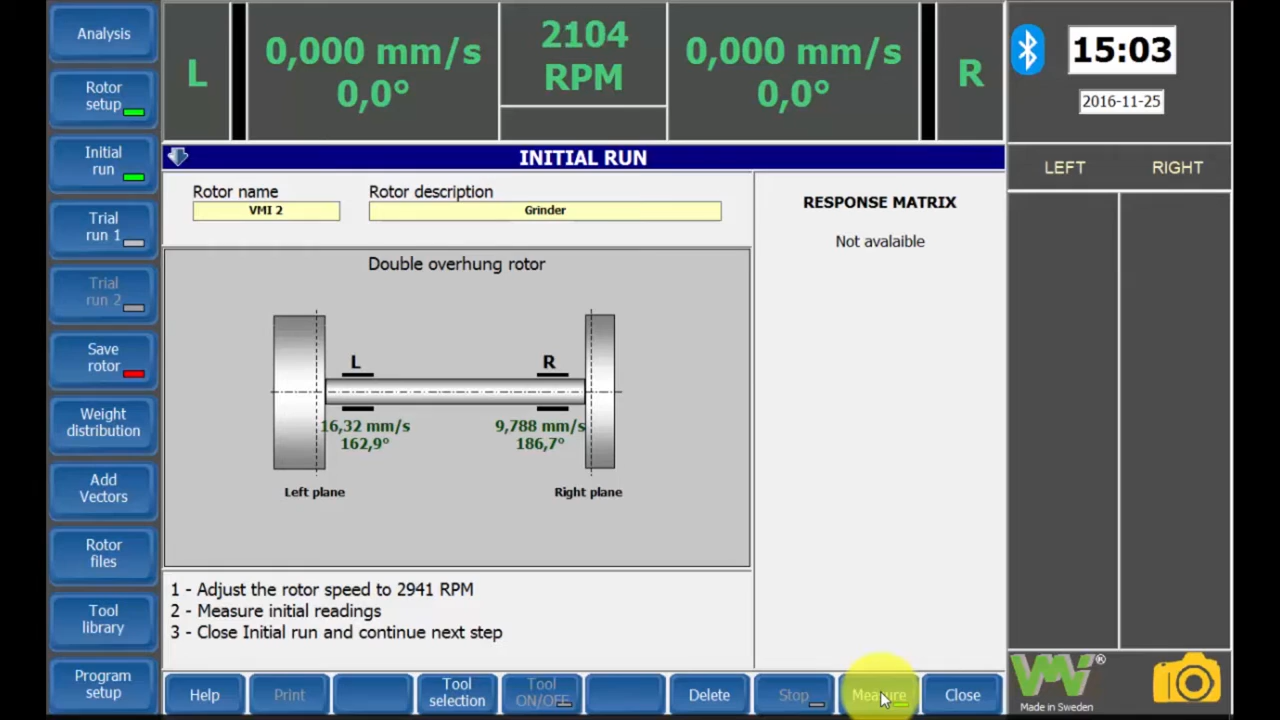 Analysis
Rotor
setup
Initial
run
Trial
run 1
Trial
run 2
Save
rotor
Weight
distribution
Add
Vectors
Rotor
files
Tool
library
Program
setup
L
0,000 mm/s
0,0°
2104
RPM
0,000 mm/s
0,0°
R
15:03
2016-11-25
INITIAL RUN
LEFT
RIGHT
Rotor name
VMI 2
Rotor description
Grinder
RESPONSE MATRIX
Not avalaible
Double overhung rotor
L
R
16,32 mm/s
162,9°
9,788 mm/s
186,7°
Left plane
Right plane
1 - Adjust the rotor speed to 2941 RPM
2 - Measure initial readings
3 - Close Initial run and continue next step
Help
Print
Tool
selection
Tool
ON/OFF
Delete
Stop
Measure
Close
VMI®
Made in Sweden